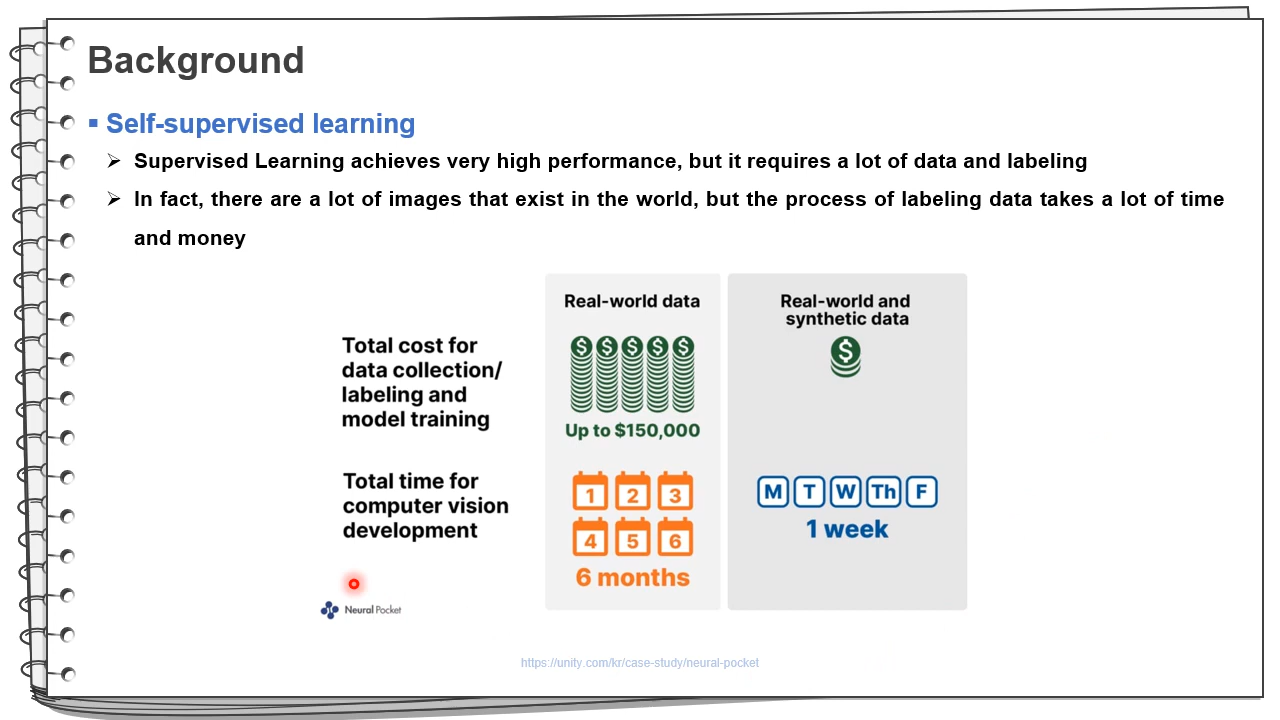 Background
Self-supervised learning
Supervised Learning achieves very high performance, but it requires a lot of data and labeling
In fact, there are a lot of images that exist in the world, but the process of labeling data takes a lot of time
and money
Real-world data
Real-world and
synthetic data
Total cost for
data collection/
labeling and
model training
$ $ $ $ $
$
Up to $150,000
Total time for
computer vision
development
1 2 3
4 5 6
6 months
M T W Th F
1 week
Neural Pocket
https://unity.com/kr/case-study/neural-pocket